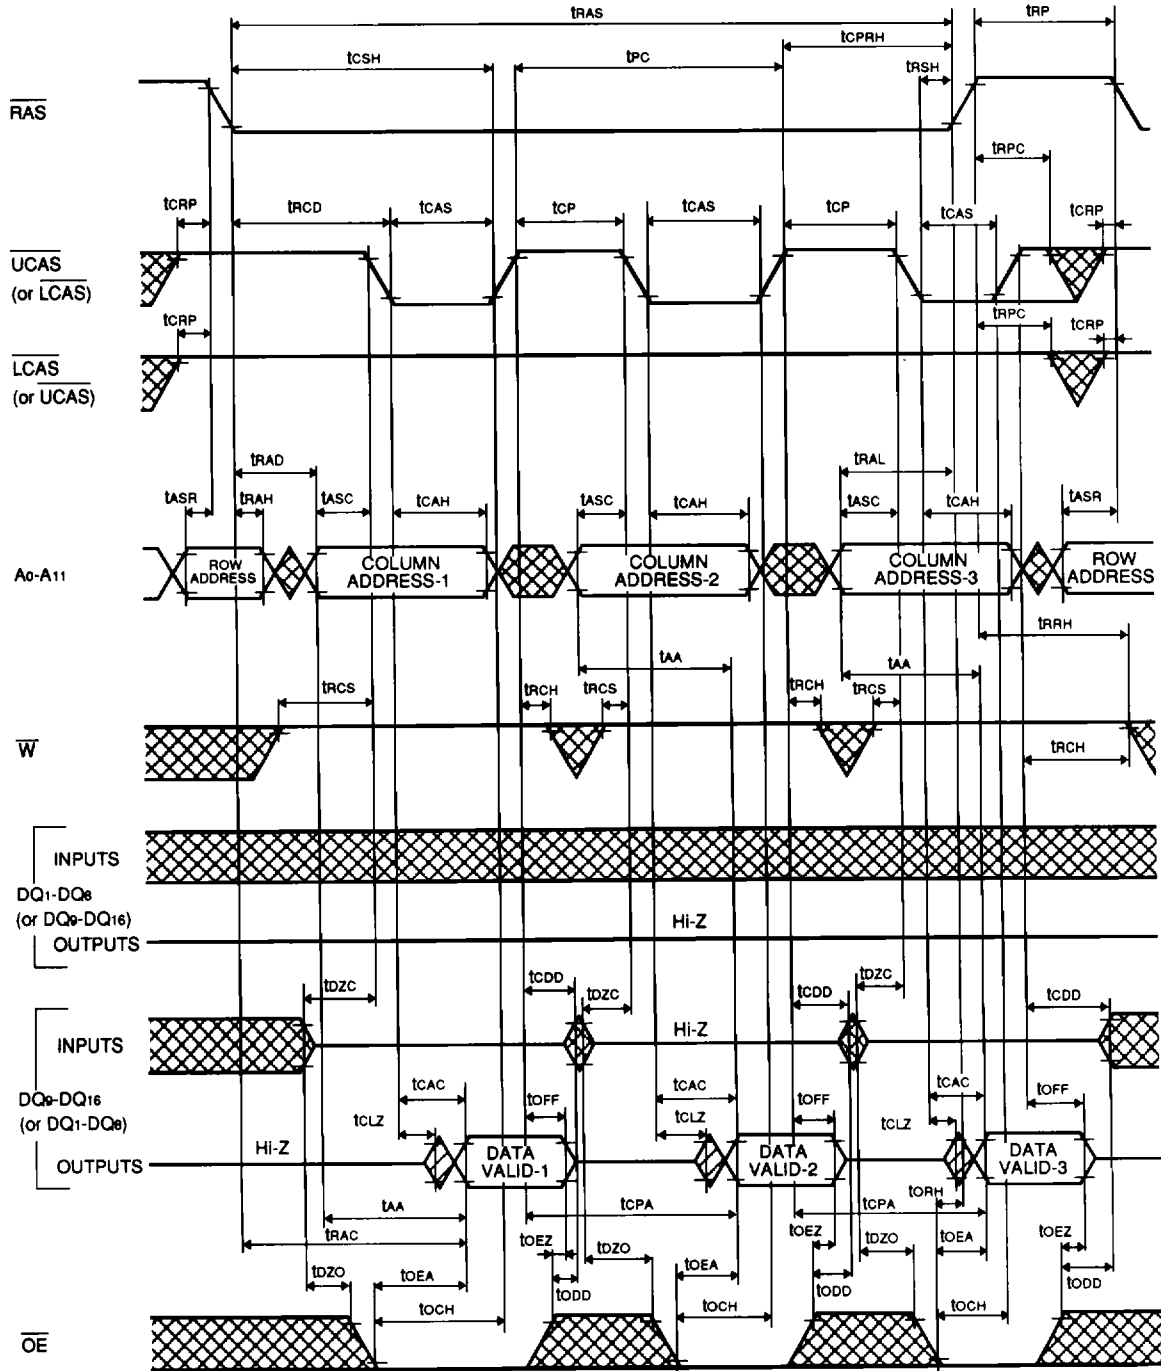 tRAS
tRP
tCPRH
tCSH
tPC
tRSH
RAS
tRPC
tCRP
tRCD
tCAS
tCP
tCAS
tCP
tCAS
tCRP
UCAS
(or LCAS)
tCRP
tRPC
tCRP
LCAS
(or UCAS)
tRAD
tRAL
tASR
tRAH
tASC
tCAH
tASC
tCAH
tASC
tCAH
tASR
A0-A11
ROW ADDRESS
COLUMN ADDRESS-1
COLUMN ADDRESS-2
COLUMN ADDRESS-3
ROW ADDRESS
tRRH
tAA
tAA
tRCS
tRCH
tRCS
tRCH
tRCS
W
tRCH
INPUTS
DQ1-DQ8
(or DQ9-DQ16)
Hi-Z
OUTPUTS
tDZC
tCDD
tDZC
tCDD
tDZC
tCDD
INPUTS
Hi-Z
DQ9-DQ16
(or DQ1-DQ8)
tCAC
tOFF
tCAC
tOFF
tCAC
tOFF
tCLZ
tCLZ
tCLZ
Hi-Z
OUTPUTS
DATA VALID-1
DATA VALID-2
DATA VALID-3
tORH
tAA
tCPA
tCPA
tRAC
tOEZ
tDZO
tOEZ
tDZO
tOEA
tOEZ
tDZO
tOEA
tOEA
tODD
tODD
tODD
tOCH
tOCH
tOCH
OE